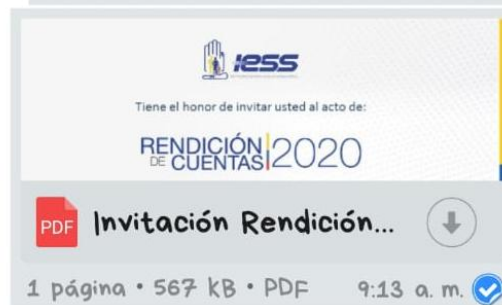 IESS
Tiene el honor de invitar usted al acto de:
RENDICIÓN
DE CUENTAS 2020
PDF Invitación Rendición...
1 página • 567 kB • PDF 9:13 a. m.